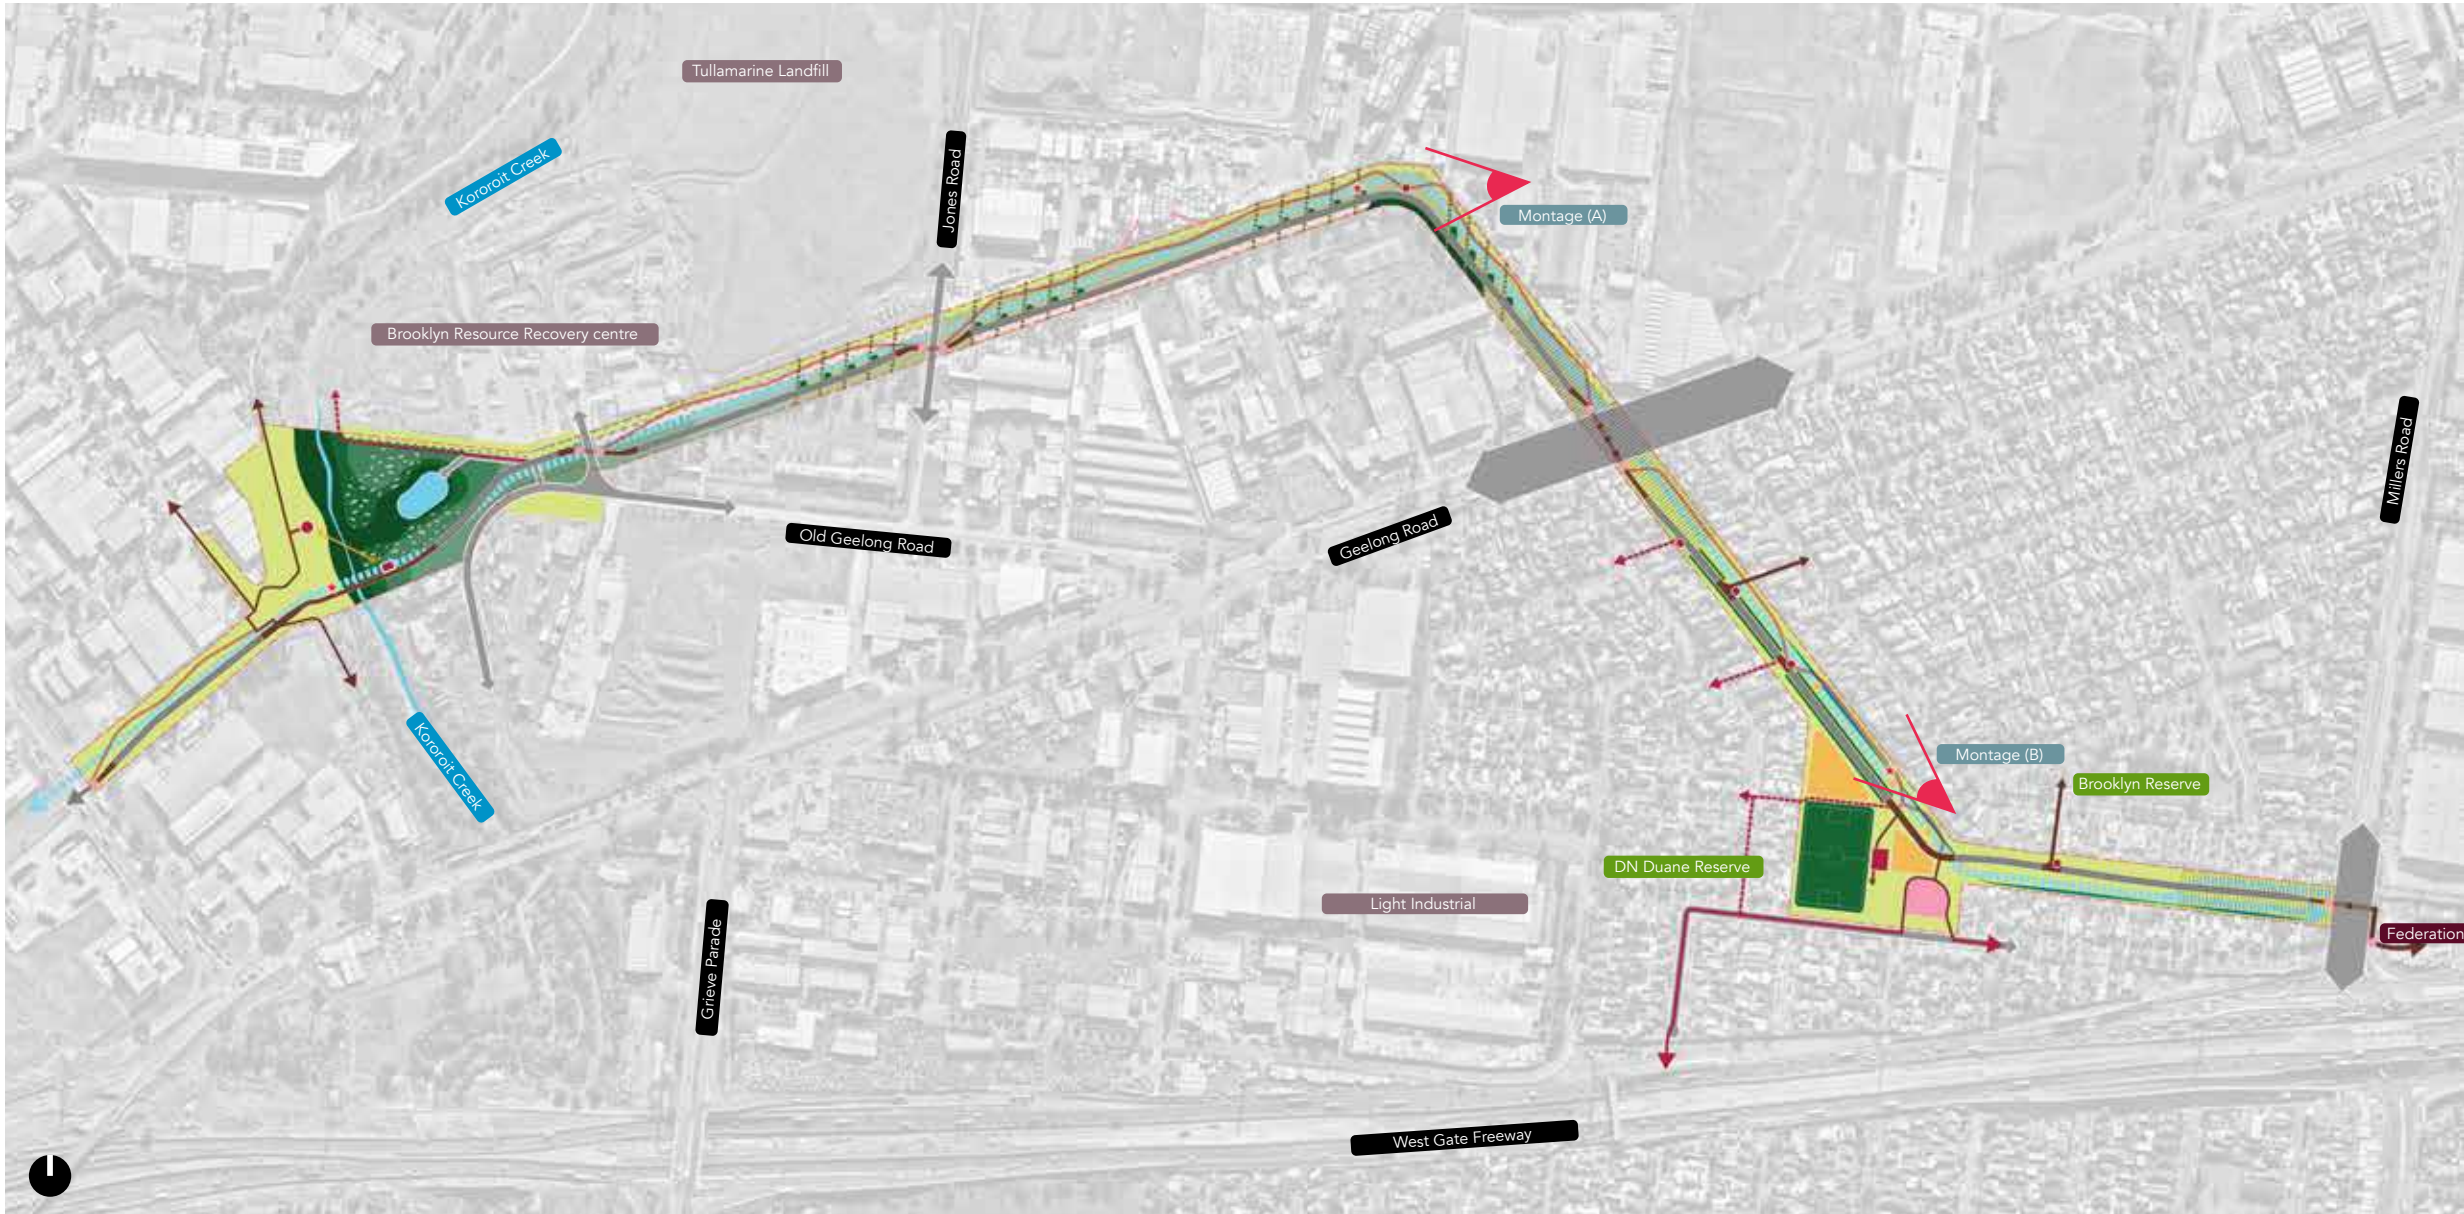 Tullamarine Landfill
Kororoit Creek
Jones Road
Montage (A)
Brooklyn Resource Recovery centre
Millers Road
Old Geelong Road
Geelong Road
Kororoit Creek
Montage (B)
Brooklyn Reserve
DN Duane Reserve
Light Industrial
Grieve Parade
Federation
West Gate Freeway